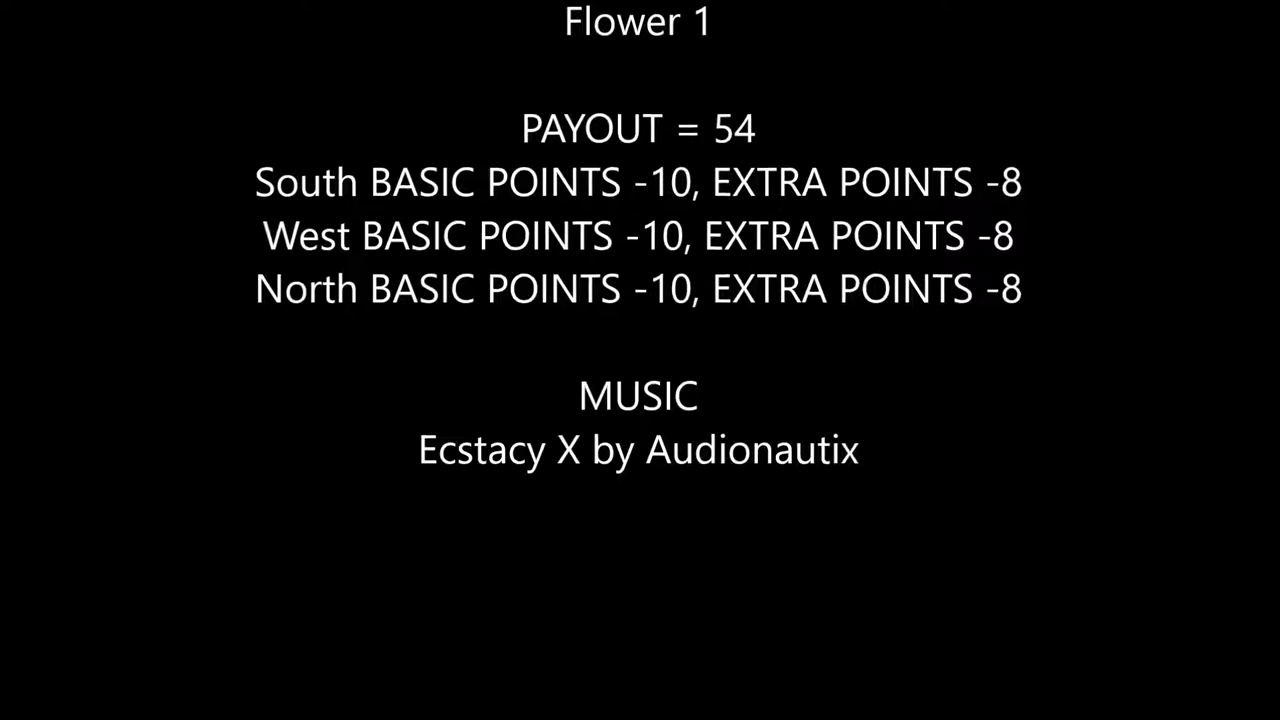 Flower 1
PAYOUT = 54
South BASIC POINTS -10, EXTRA POINTS -8
West BASIC POINTS -10, EXTRA POINTS -8
North BASIC POINTS -10, EXTRA POINTS -8
MUSIC
Ecstacy X by Audionautix